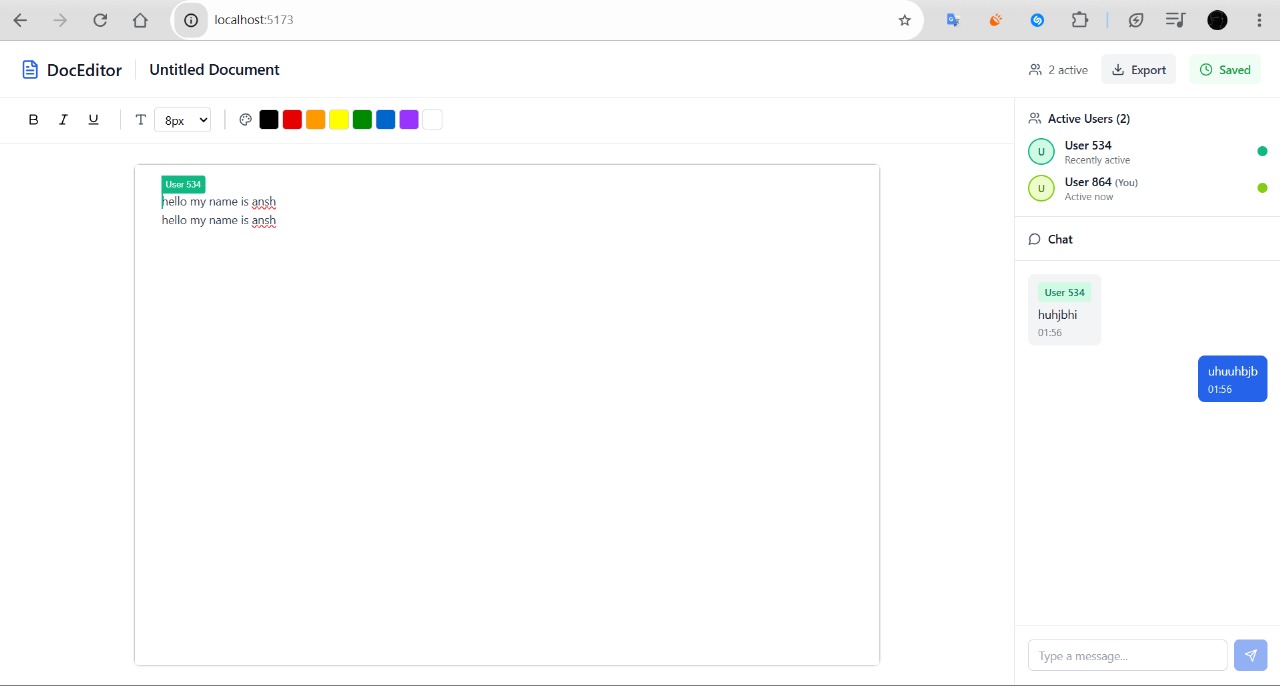 localhost:5173
DocEditor
Untitled Document
2 active
Export
Saved
B I U
T 8px
Active Users (2)
U
User 534
Recently active
U
User 864 (You)
Active now
User 534
hello my name is ansh
hello my name is ansh
Chat
User 534
huhjbhi
01:56
uhuuhbjb
01:56
Type a message...